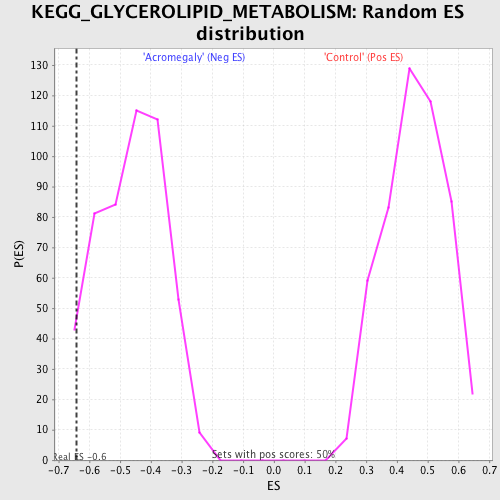 KEGG_GLYCEROLIPID_METABOLISM: Random ES
distribution
'Acromegaly' (Neg ES) 'Control' (Pos ES)
130
120
110
100
90
80
70
60
50
40
30
20
10
0
P(ES)
Real ES -0.6 Sets with pos scores: 50%
-0.7 -0.6 -0.5 -0.4 -0.3 -0.2 -0.1 0.0 0.1 0.2 0.3 0.4 0.5 0.6 0.7
ES